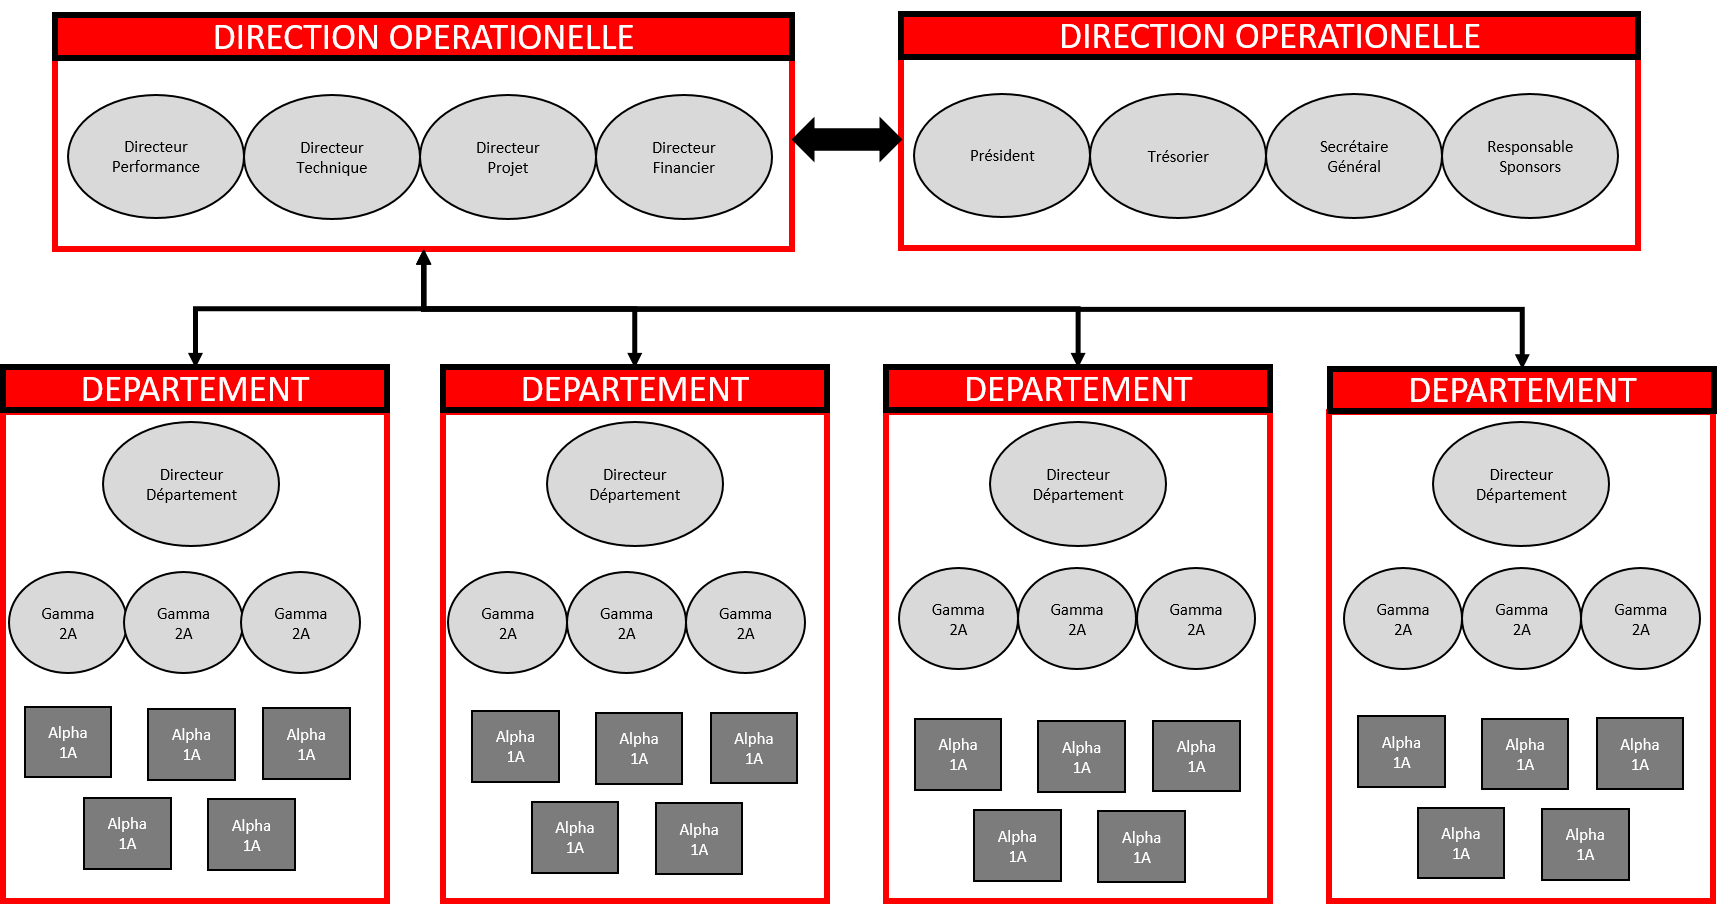 DIRECTION OPERATIONELLE
Directeur
Performance
Directeur
Technique
Directeur
Projet
Directeur
Financier
DIRECTION OPERATIONELLE
Président
Trésorier
Secrétaire
Général
Responsable
Sponsors
DEPARTEMENT
Directeur
Département
Gamma
2A
Gamma
2A
Gamma
2A
Alpha
1A
Alpha
1A
Alpha
1A
Alpha
1A
Alpha
1A
DEPARTEMENT
Directeur
Département
Gamma
2A
Gamma
2A
Gamma
2A
Alpha
1A
Alpha
1A
Alpha
1A
Alpha
1A
Alpha
1A
DEPARTEMENT
Directeur
Département
Gamma
2A
Gamma
2A
Gamma
2A
Alpha
1A
Alpha
1A
Alpha
1A
Alpha
1A
Alpha
1A
DEPARTEMENT
Directeur
Département
Gamma
2A
Gamma
2A
Gamma
2A
Alpha
1A
Alpha
1A
Alpha
1A
Alpha
1A
Alpha
1A